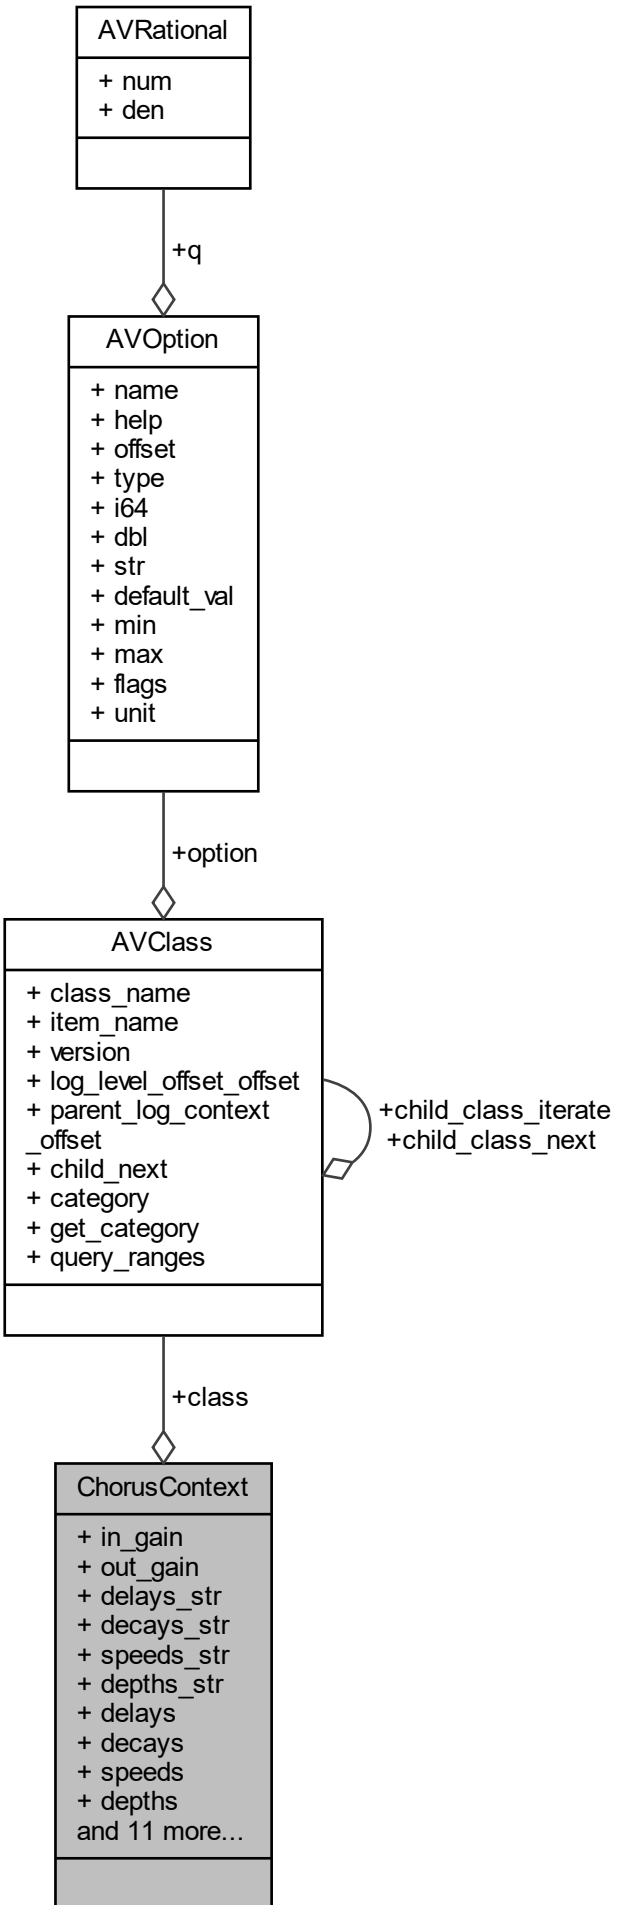 AVRational
+ num
+ den
+q
AVOption
+ name
+ help
+ offset
+ type
+ i64
+ dbl
+ str
+ default_val
+ min
+ max
+ flags
+ unit
+option
AVClass
+ class_name
+ item_name
+ version
+ log_level_offset_offset
+ parent_log_context
_offset
+ child_next
+ category
+ get_category
+ query_ranges
+child_class_iterate
+child_class_next
+class
ChorusContext
+ in_gain
+ out_gain
+ delays_str
+ decays_str
+ speeds_str
+ depths_str
+ delays
+ decays
+ speeds
+ depths
and 11 more...